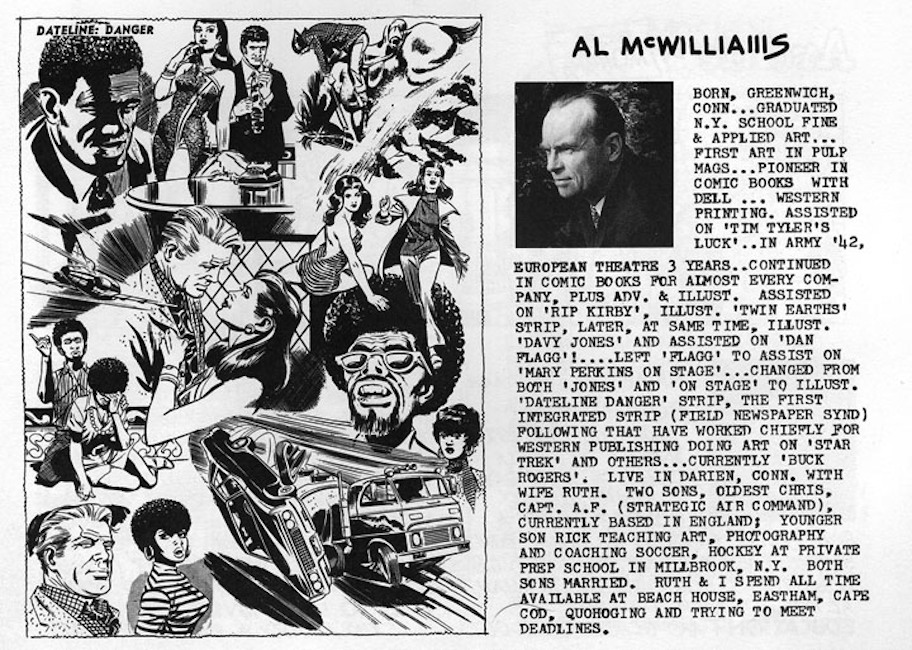 DATELINE: DANGER
AL McWILLIAMS
BORN, GREENWICH,
CONN...GRADUATED
N.Y. SCHOOL FINE
& APPLIED ART...
FIRST ART IN PULP
MAGS...PIONEER IN
COMIC BOOKS WITH
DELL ... WESTERN
PRINTING. ASSISTED
ON 'TIM TYLER'S
LUCK'..IN ARMY '42,
EUROPEAN THEATRE 3 YEARS..CONTINUED
IN COMIC BOOKS FOR ALMOST EVERY COM-
PANY, PLUS ADV. & ILLUST. ASSISTED
ON 'RIP KIRBY', ILLUST. 'TWIN EARTHS'
STRIP, LATER, AT SAME TIME, ILLUST.
'DAVY JONES' AND ASSISTED ON 'DAN
FLAGG'!....LEFT 'FLAGG' TO ASSIST ON
'MARY PERKINS ON STAGE'...CHANGED FROM
BOTH 'JONES' AND 'ON STAGE' TO ILLUST.
'DATELINE DANGER' STRIP, THE FIRST
INTEGRATED STRIP (FIELD NEWSPAPER SYND)
FOLLOWING THAT HAVE WORKED CHIEFLY FOR
WESTERN PUBLISHING DOING ART ON 'STAR
TREK' AND OTHERS...CURRENTLY 'BUCK
ROGERS'. LIVE IN DARIEN, CONN. WITH
WIFE RUTH. TWO SONS, OLDEST CHRIS,
CAPT. A.F. (STRATEGIC AIR COMMAND),
CURRENTLY BASED IN ENGLAND; YOUNGER
SON RICK TEACHING ART, PHOTOGRAPHY
AND COACHING SOCCER, HOCKEY AT PRIVATE
PREP SCHOOL IN MILLBROOK, N.Y. BOTH
SONS MARRIED. RUTH & I SPEND ALL TIME
AVAILABLE AT BEACH HOUSE, EASTHAM, CAPE
COD, QUOHOGING AND TRYING TO MEET
DEADLINES.